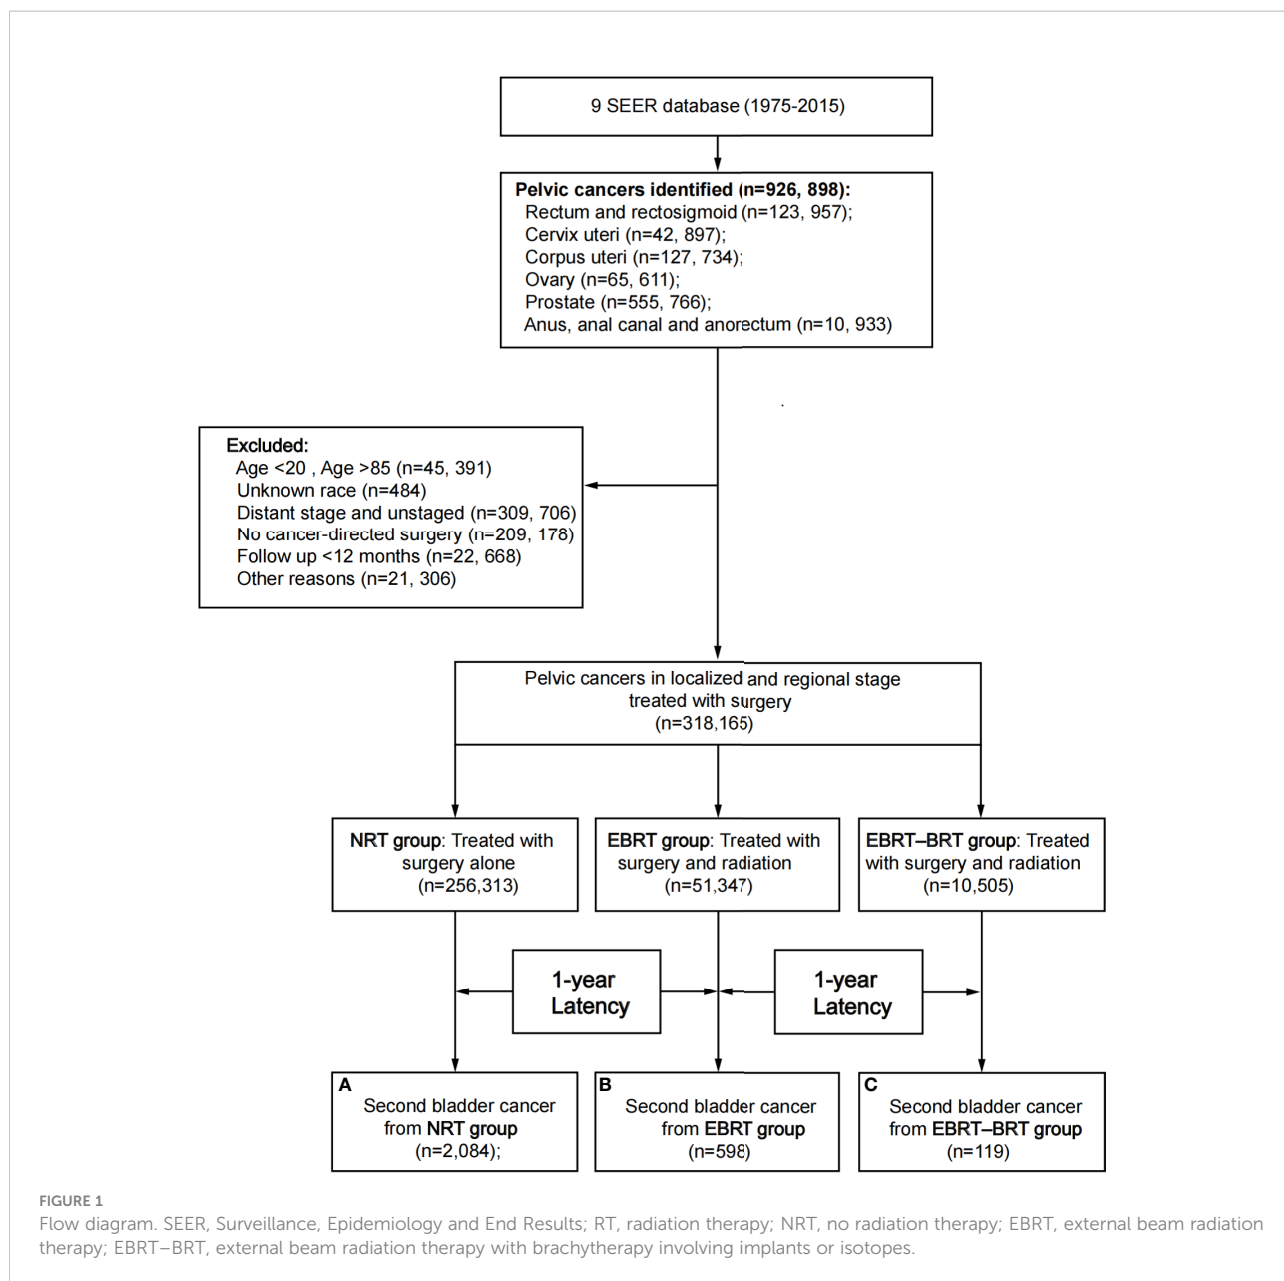 9 SEER database (1975-2015)
Pelvic cancers identified (n=926, 898):
Rectum and rectosigmoid (n=123, 957);
Cervix uteri (n=42, 897);
Corpus uteri (n=127, 734);
Ovary (n=65, 611);
Prostate (n=555, 766);
Anus, anal canal and anorectum (n=10, 933)
Excluded:
Age <20 , Age >85 (n=45, 391)
Unknown race (n=484)
Distant stage and unstaged (n=309, 706)
No cancer-directed surgery (n=209, 178)
Follow up <12 months (n=22, 668)
Other reasons (n=21, 306)
Pelvic cancers in localized and regional stage
treated with surgery
(n=318,165)
NRT group: Treated with
surgery alone
(n=256,313)
EBRT group: Treated with
surgery and radiation
(n=51,347)
EBRT–BRT group: Treated
with surgery and radiation
(n=10,505)
1-year
Latency
1-year
Latency
A
Second bladder cancer
from NRT group
(n=2,084);
B
Second bladder cancer
from EBRT group
(n=598)
C
Second bladder cancer
from EBRT–BRT group
(n=119)
FIGURE 1
Flow diagram. SEER, Surveillance, Epidemiology and End Results; RT, radiation therapy; NRT, no radiation therapy; EBRT, external beam radiation
therapy; EBRT–BRT, external beam radiation therapy with brachytherapy involving implants or isotopes.